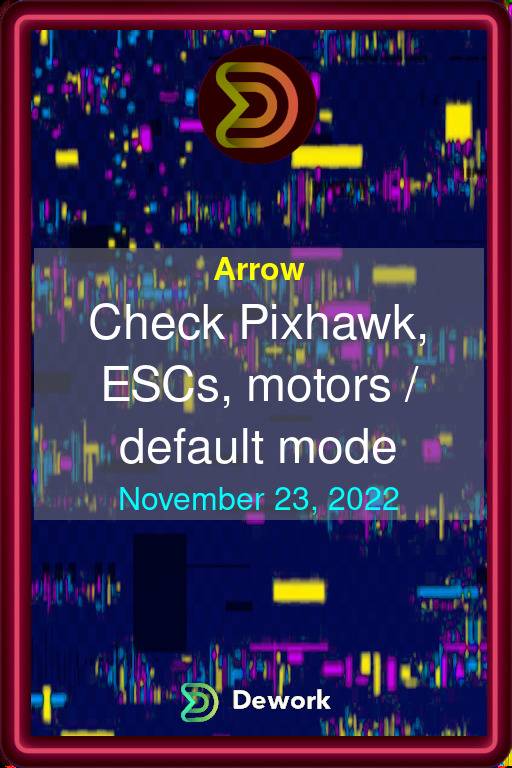 Arrow
Check Pixhawk,
ESCs, motors /
default mode
November 23, 2022
Dework